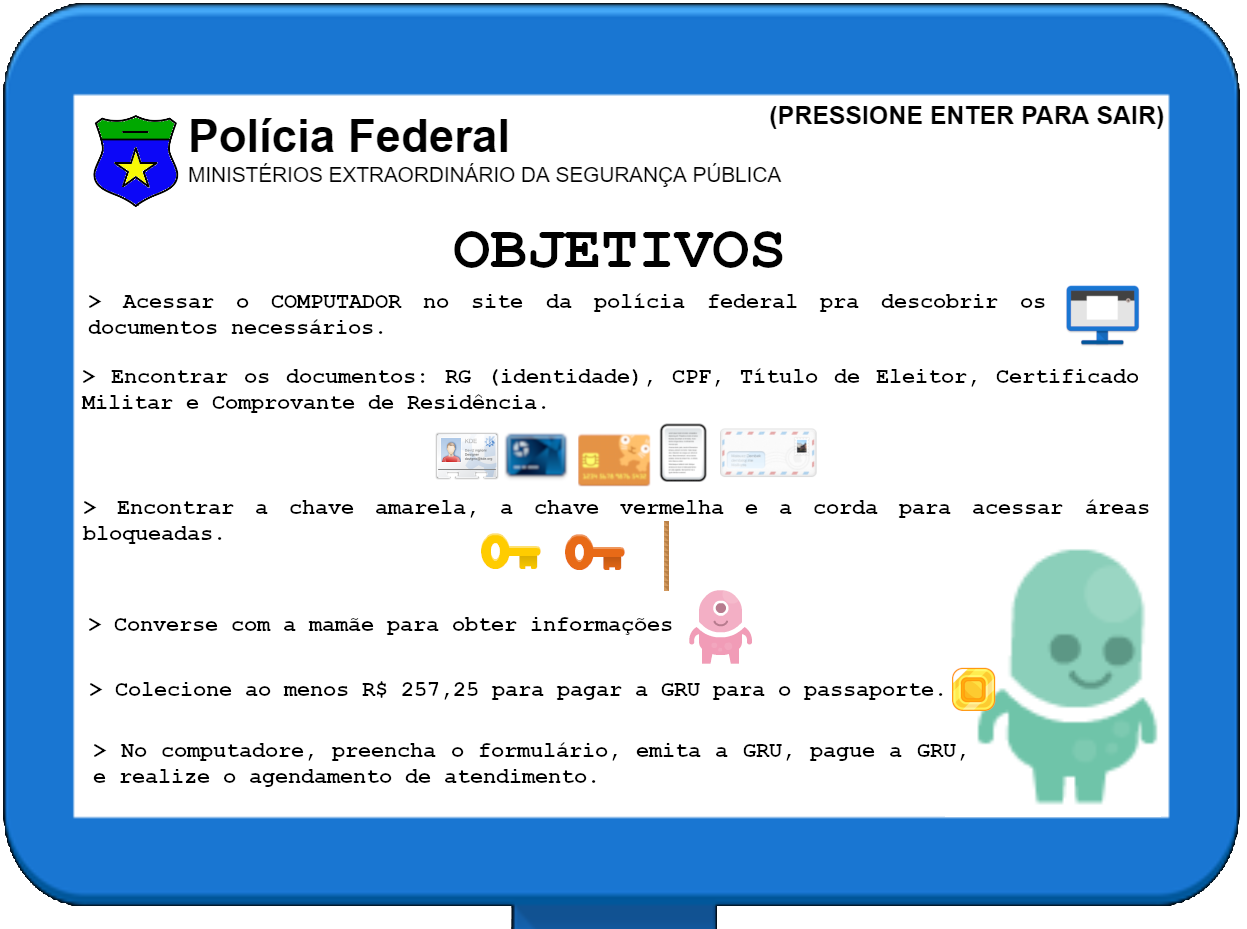 (PRESSIONE ENTER PARA SAIR)
Polícia Federal
MINISTÉRIOS EXTRAORDINÁRIO DA SEGURANÇA PÚBLICA
OBJETIVOS
> Acessar o COMPUTADOR no site da polícia federal pra descobrir os
documentos necessários.
> Encontrar os documentos: RG (identidade), CPF, Título de Eleitor, Certificado
Militar e Comprovante de Residência.
> Encontrar a chave amarela, a chave vermelha e a corda para acessar áreas
bloqueadas.
> Converse com a mamãe para obter informações
> Colecione ao menos R$ 257,25 para pagar a GRU para o passaporte.
> No computadore, preencha o formulário, emita a GRU, pague a GRU,
e realize o agendamento de atendimento.